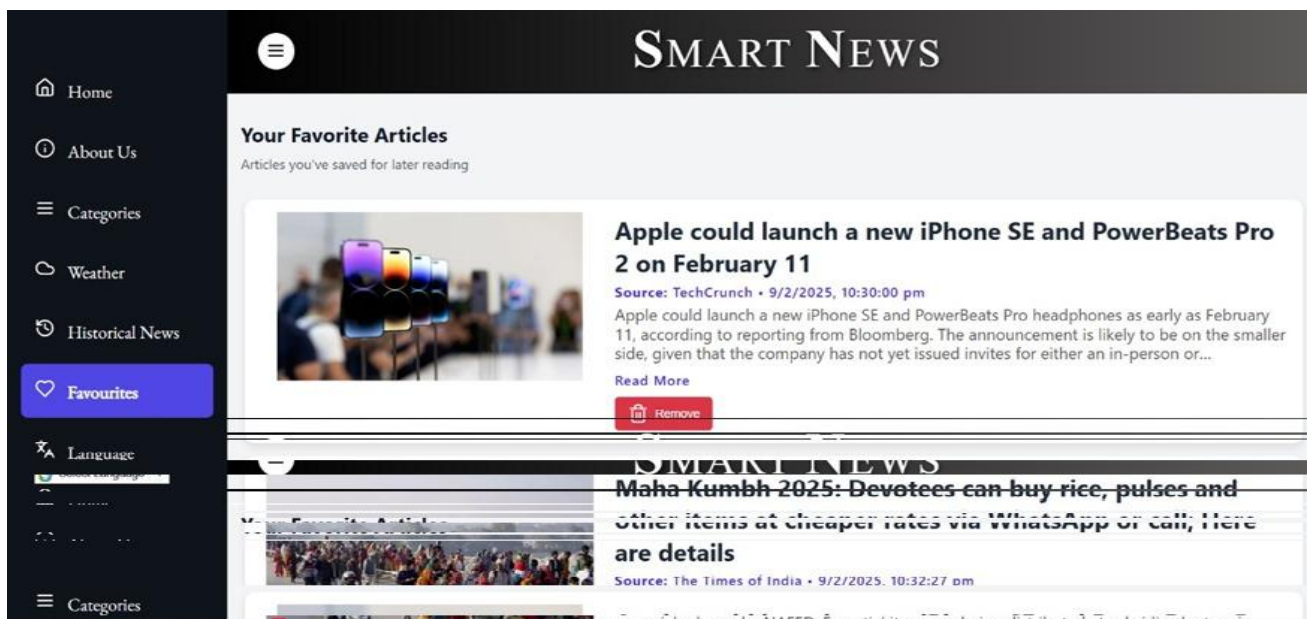 SMART NEWS
Home
About Us
Categories
Weather
Historical News
Favourites
Language
Categories
Your Favorite Articles
Articles you've saved for later reading
Apple could launch a new iPhone SE and PowerBeats Pro
2 on February 11
Source: TechCrunch • 9/2/2025, 10:30:00 pm
Apple could launch a new iPhone SE and PowerBeats Pro headphones as early as February
11, according to reporting from Bloomberg. The announcement is likely to be on the smaller
side, given that the company has not yet issued invites for either an in-person or...
Read More
Remove
SMART NEWS
Maha Kumbh 2025: Devotees can buy rice, pulses and
Your Favorite Articles
other items at cheaper rates via WhatsApp or call; Here
are details
Source: The Times of India • 9/2/2025, 10:32:27 pm